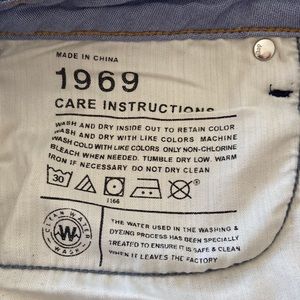 MADE IN CHINA
1969
CARE INSTRUCTIONS
WASH AND DRY INSIDE OUT TO RETAIN COLOR
WASH AND DRY WITH LIKE COLORS MACHINE
WASH COLD WITH LIKE COLORS ONLY NON-CHLORINE
BLEACH WHEN NEEDED. TUMBLE DRY LOW. WARM
IRON IF NECESSARY DO NOT DRY CLEAN
30
1166
CLEAN WATER
W
WASH
THE WATER USED IN THE WASHING &
DYEING PROCESS HAS BEEN SPECIALLY
TREATED TO ENSURE IT IS SAFE & CLEAN
WHEN IT LEAVES THE FACTORY